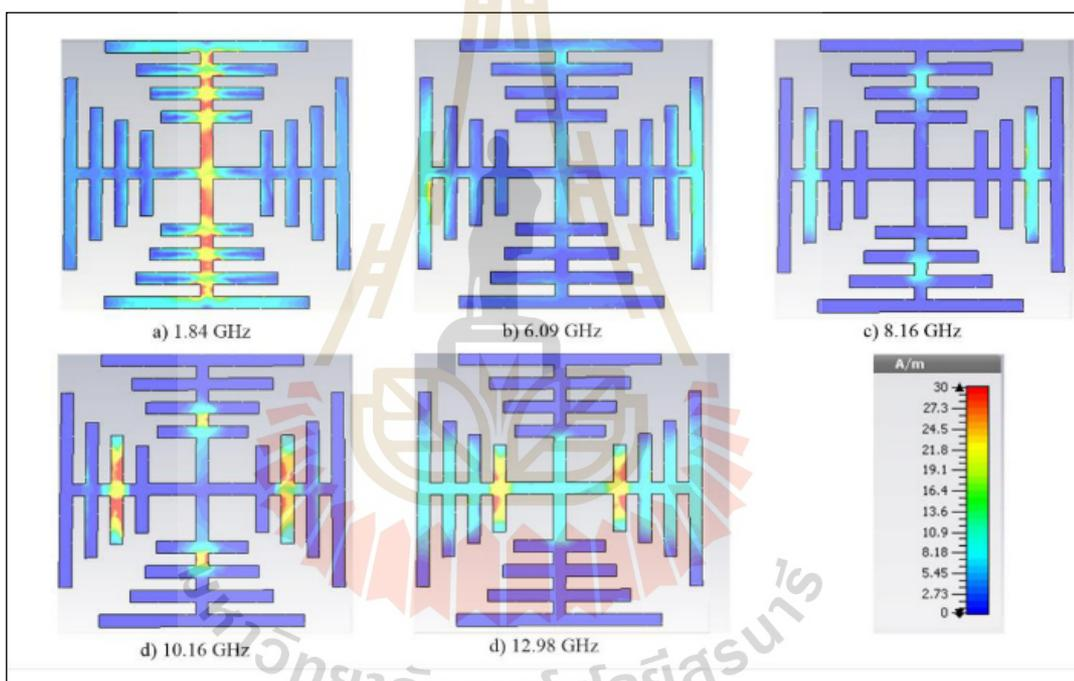 a) 1.84 GHz
b) 6.09 GHz
c) 8.16 GHz
d) 10.16 GHz
d) 12.98 GHz
A/m
30
27.3
24.5
21.8
19.1
16.4
13.6
10.9
8.18
5.45
2.73
0